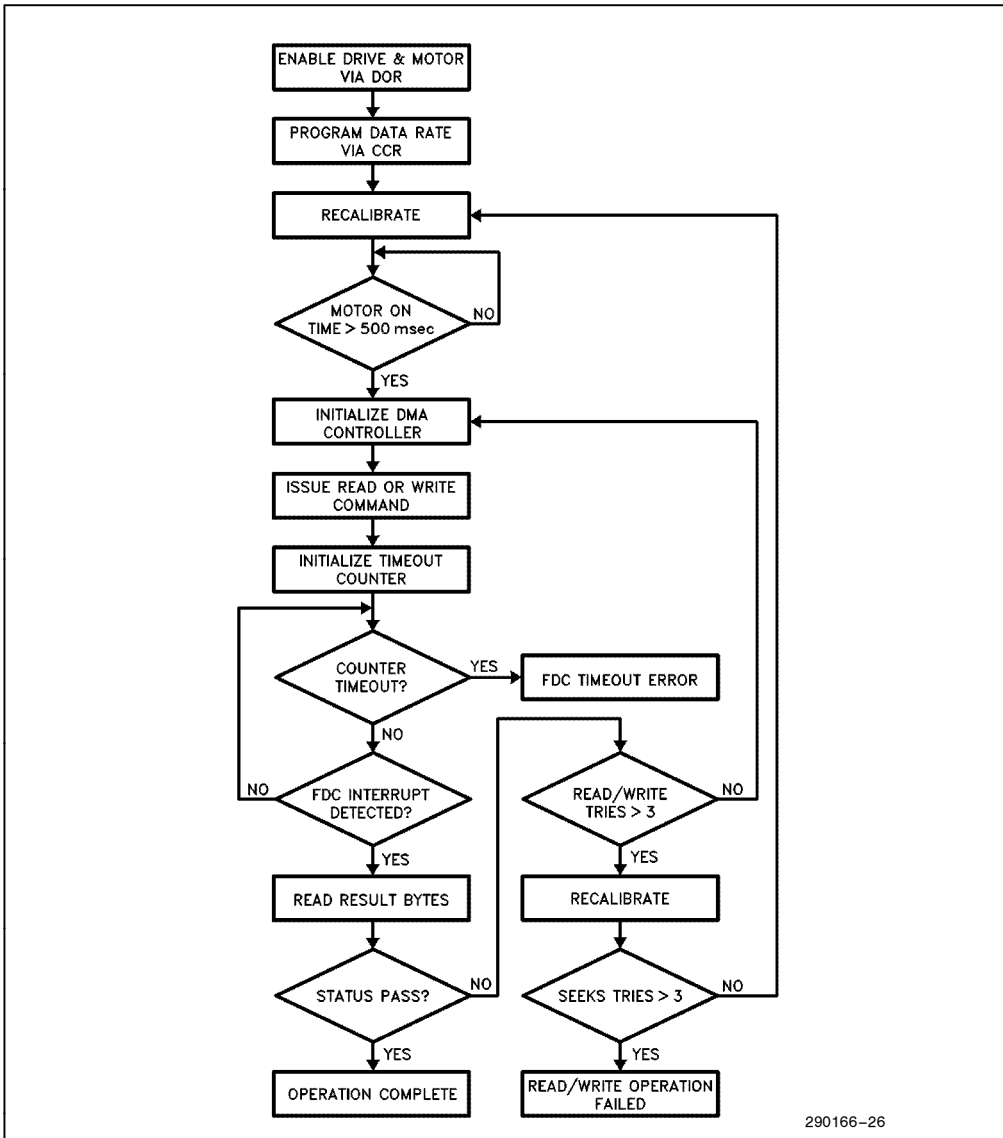 ENABLE DRIVE & MOTOR
VIA DOR
PROGRAM DATA RATE
VIA CCR
RECALIBRATE
MOTOR ON
TIME > 500 msec
NO
YES
INITIALIZE DMA
CONTROLLER
ISSUE READ OR WRITE
COMMAND
INITIALIZE TIMEOUT
COUNTER
COUNTER
TIMEOUT?
YES
FDC TIMEOUT ERROR
NO
FDC INTERRUPT
DETECTED?
NO
YES
READ RESULT BYTES
STATUS PASS?
NO
YES
OPERATION COMPLETE
READ/WRITE
TRIES > 3
NO
YES
RECALIBRATE
SEEKS TRIES > 3
NO
YES
READ/WRITE OPERATION
FAILED
290166-26